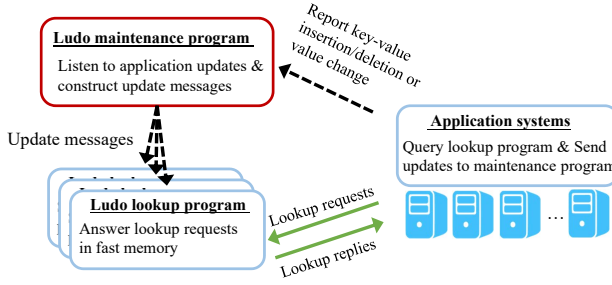 Ludo maintenance program
Listen to application updates &
construct update messages
Report key-value
insertion/deletion or
value change
Update messages
Application systems
Query lookup program & Send
updates to maintenance program
Ludo lookup program
Answer lookup requests
in fast memory
Lookup requests
Lookup replies
...